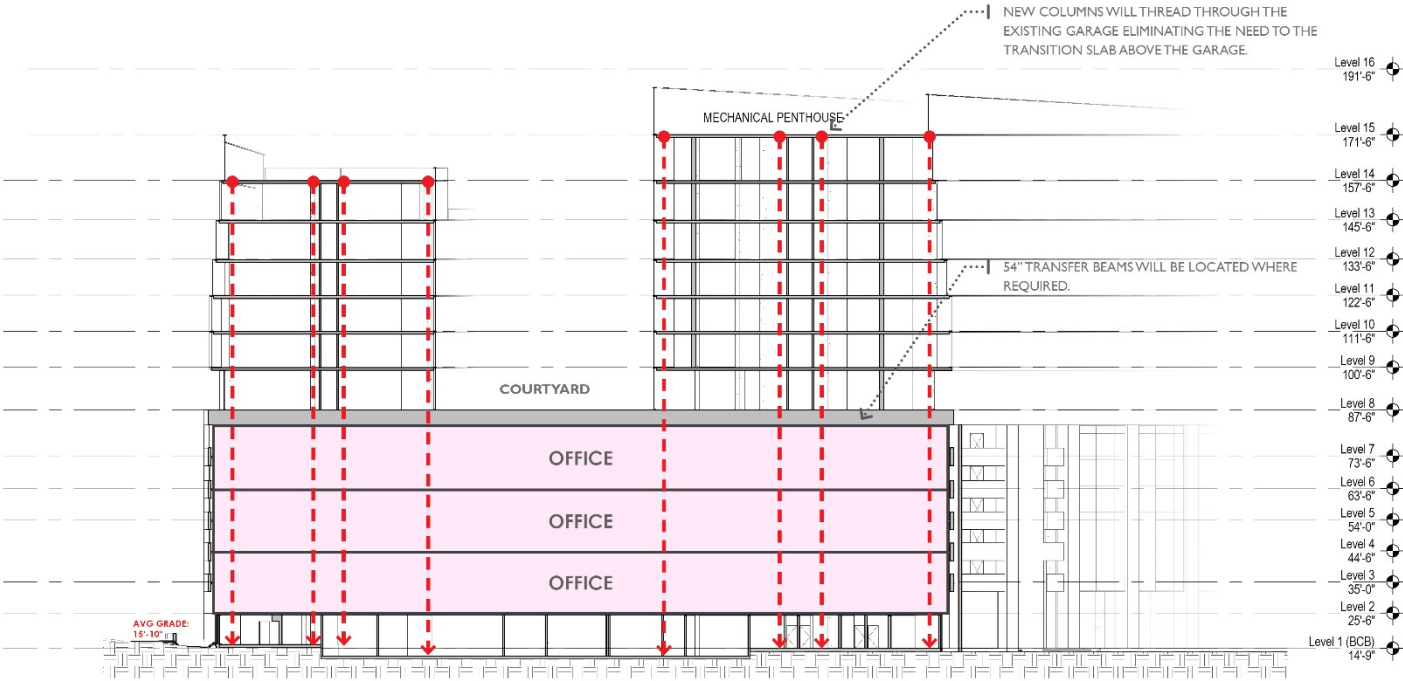 NEW COLUMNS WILL THREAD THROUGH THE
EXISTING GARAGE ELIMINATING THE NEED TO THE
TRANSITION SLAB ABOVE THE GARAGE.
Level 16
191'-6"
MECHANICAL PENTHOUSE
Level 15
171'-6"
Level 14
157'-6"
Level 13
145'-6"
Level 12
133'-6"
54" TRANSFER BEAMS WILL BE LOCATED WHERE
REQUIRED.
Level 11
122'-6"
Level 10
111'-6"
Level 9
100'-6"
COURTYARD
Level 8
87'-6"
OFFICE
Level 7
73'-6"
Level 6
63'-6"
OFFICE
Level 5
54'-0"
Level 4
44'-6"
OFFICE
Level 3
35'-0"
Level 2
25'-6"
AVG GRADE:
15'-10"
Level 1 (BCB)
14'-9"